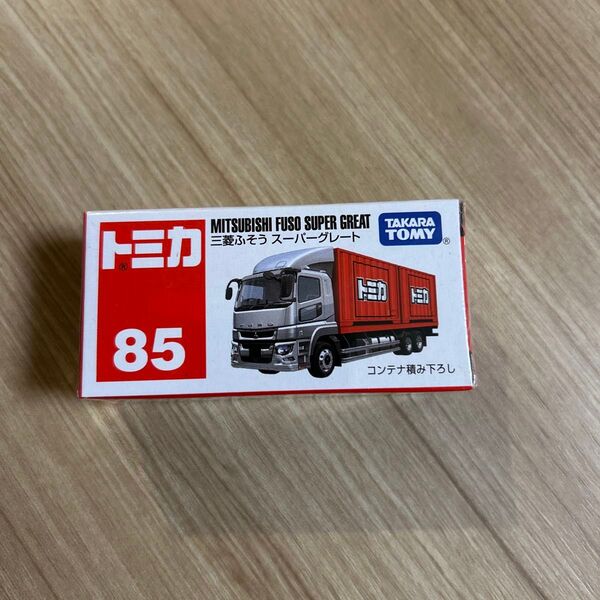 トミカ
®
85
MITSUBISHI FUSO SUPER GREAT
三菱ふそう スーパーグレート
TAKARA
TOMY
®
トミカ
トミカ
FUSO
コンテナ積み下ろし